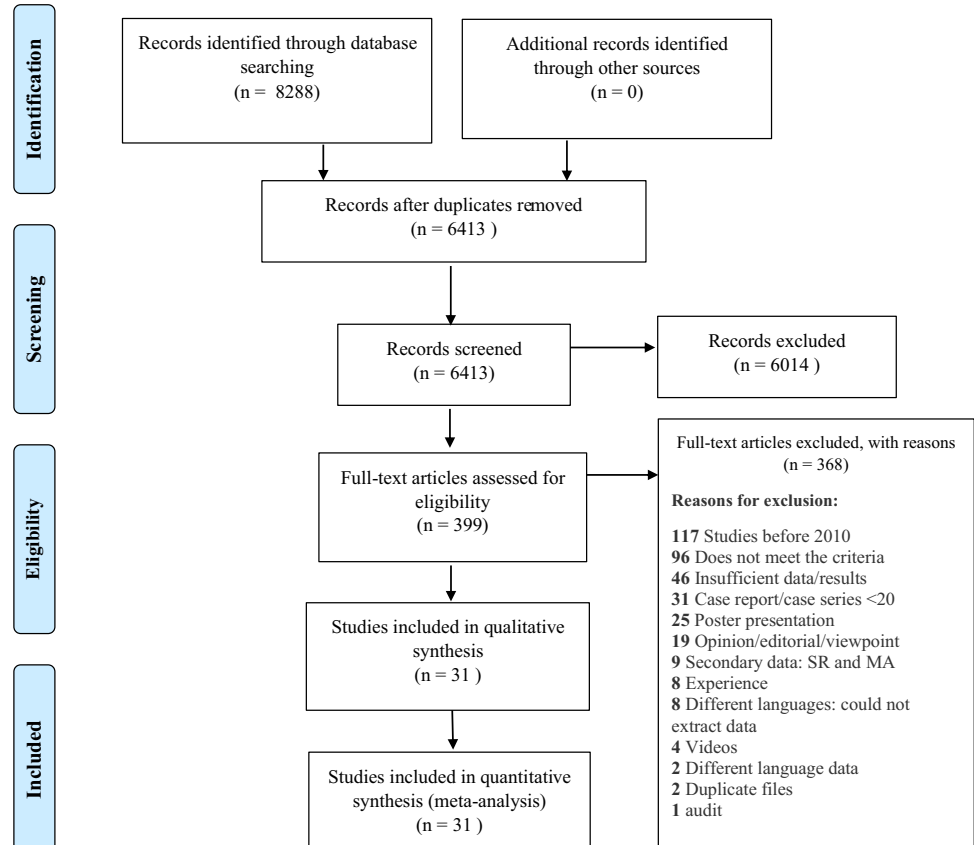 Identification
Records identified through database
searching
(n = 8288)
Additional records identified
through other sources
(n = 0)
Records after duplicates removed
(n = 6413 )
Screening
Records screened
(n = 6413)
Records excluded
(n = 6014 )
Eligibility
Full-text articles assessed for
eligibility
(n = 399)
Full-text articles excluded, with reasons
(n = 368)
Reasons for exclusion:
117 Studies before 2010
96 Does not meet the criteria
46 Insufficient data/results
31 Case report/case series <20
25 Poster presentation
19 Opinion/editorial/viewpoint
9 Secondary data: SR and MA
8 Experience
8 Different languages: could not
extract data
4 Videos
2 Different language data
2 Duplicate files
1 audit
Studies included in qualitative
synthesis
(n = 31 )
Included
Studies included in quantitative
synthesis (meta-analysis)
(n = 31 )